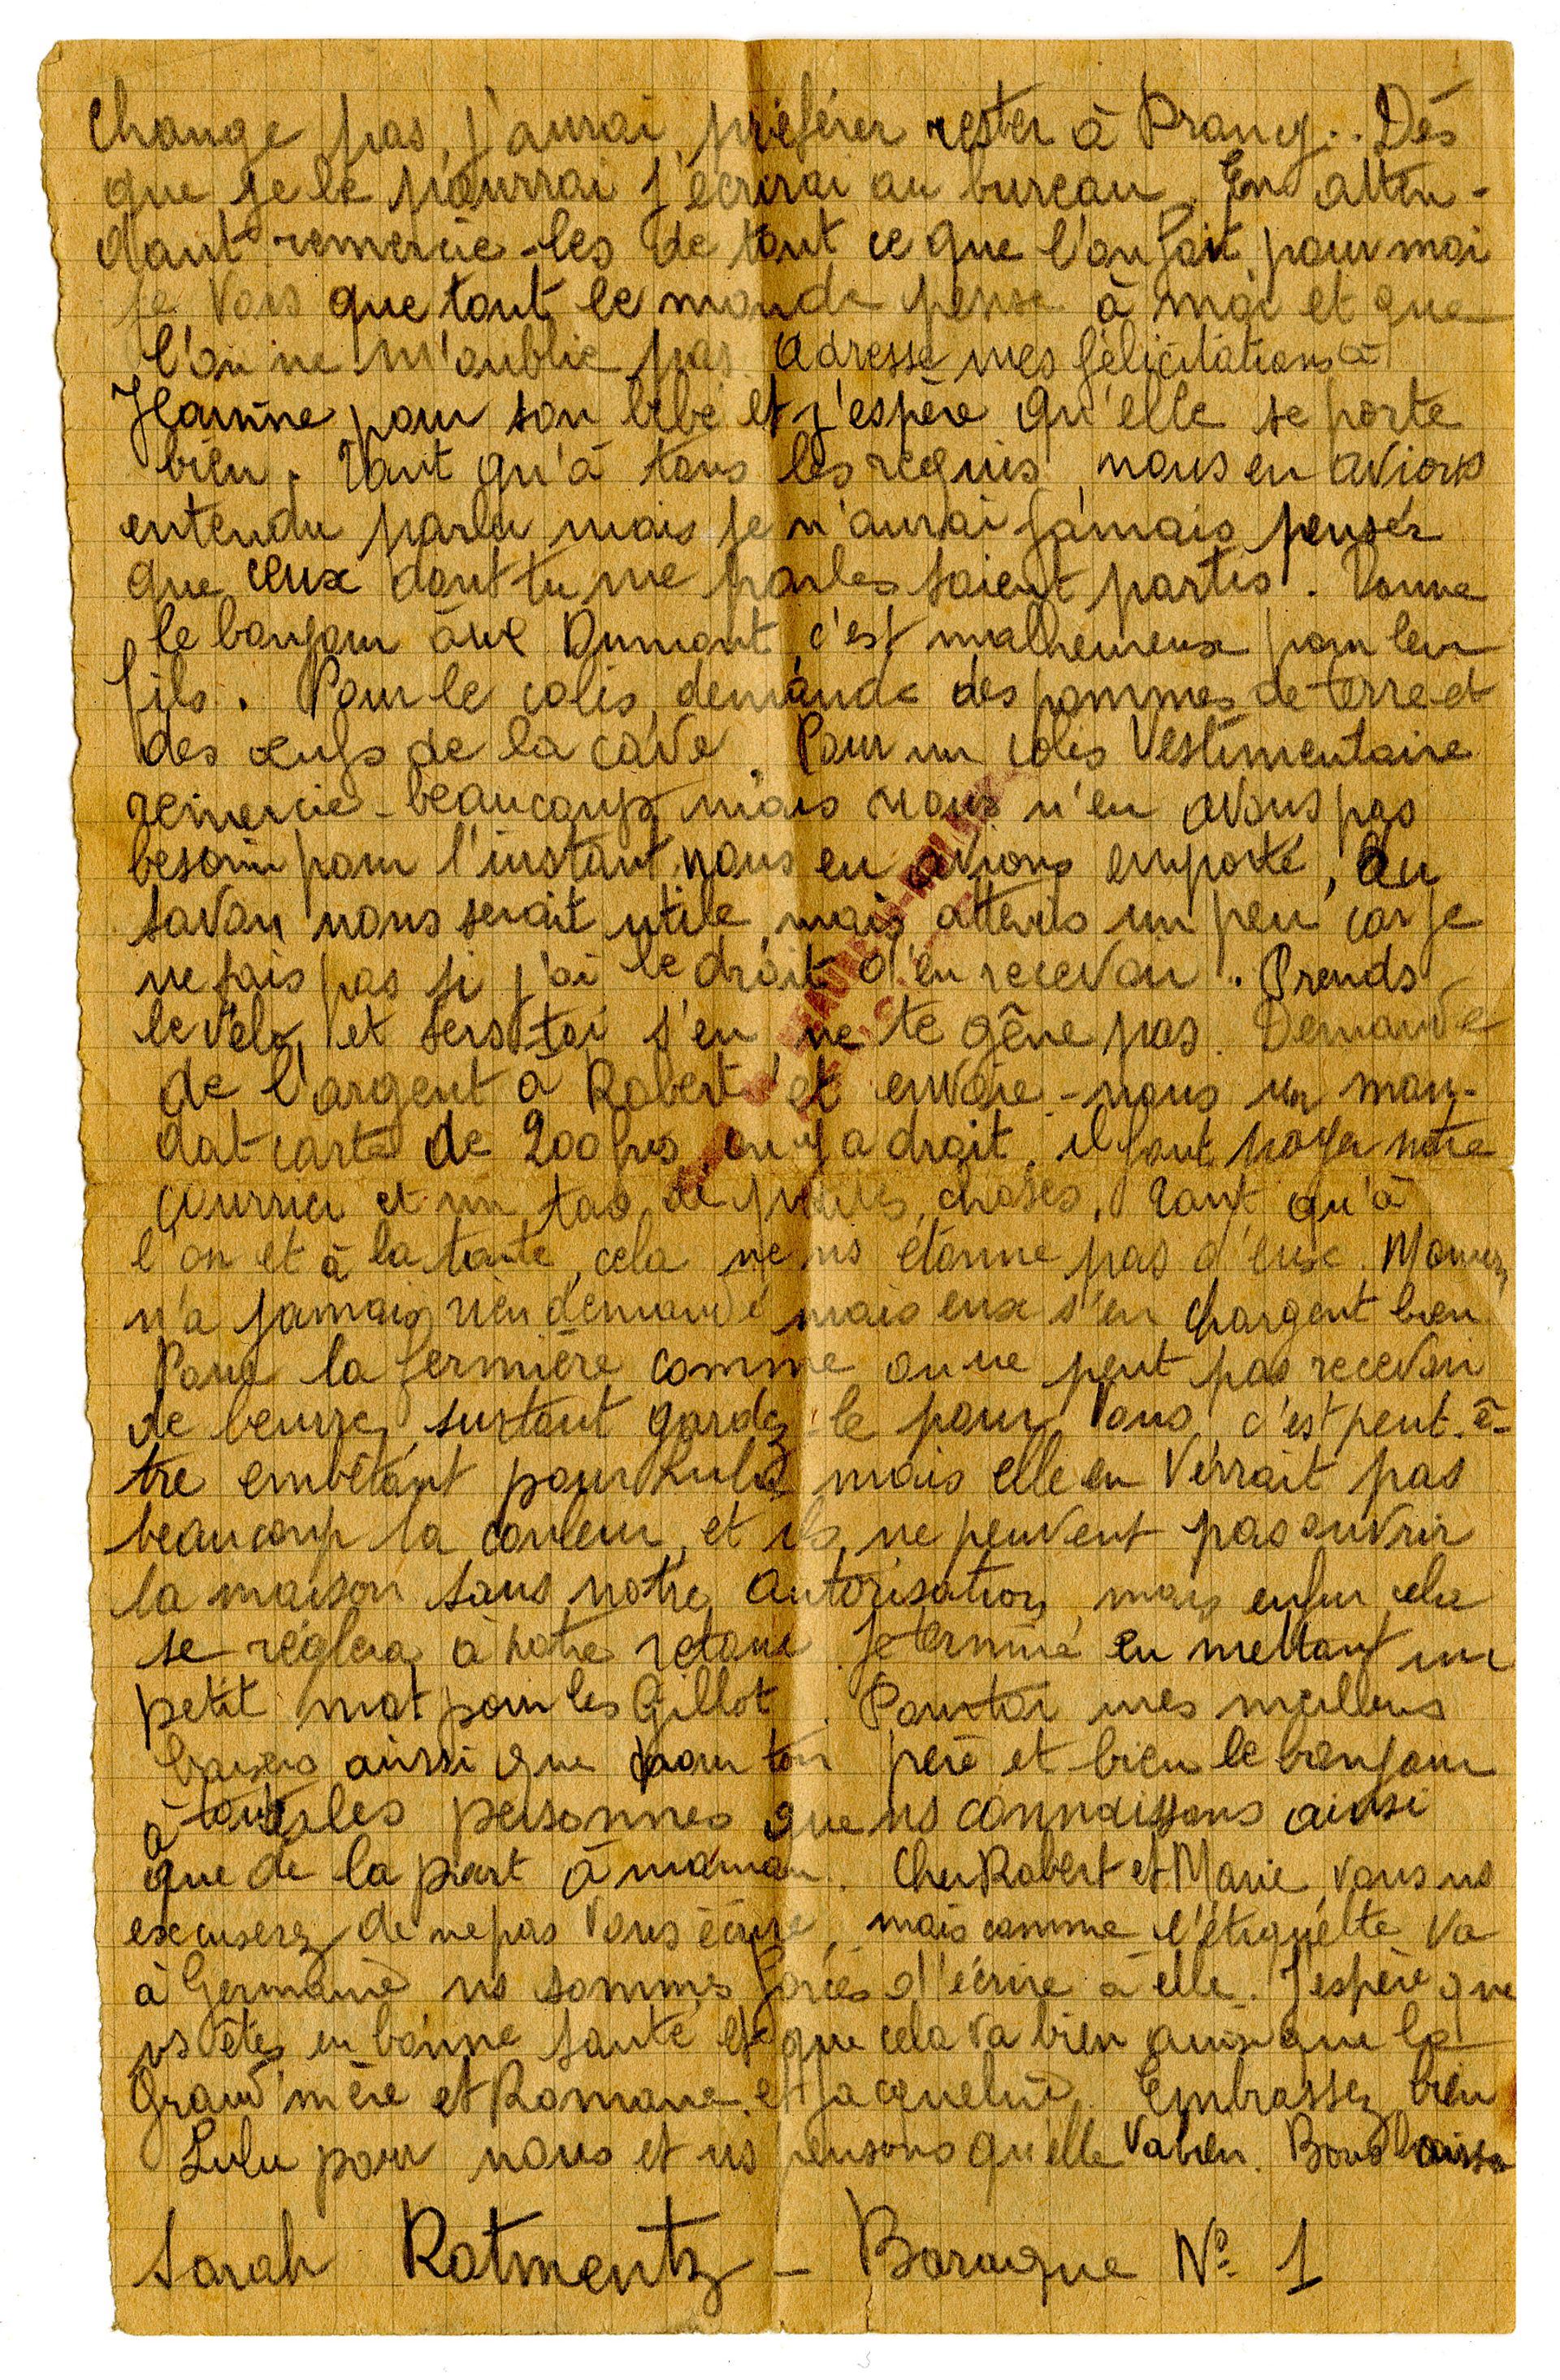 change pas, j'aurai préférer rester à Drancy.. Dès
que je le pourrai j'écrirai au bureau. En atten-
dant remercie-les de tout ce que l'on fait pour moi
je vois que tout le monde pense à moi et que
l'on ne m'oublie pas. Adresse mes félicitations à
Jeannine pour son bébé et j'espère qu'elle se porte
bien. Tant qu'à tous les requis, nous en avions
entendu parler mais je n'aurai jamais penser
que ceux dont tu me parles soient partis. Donne
le bonjour aux Dumont, c'est malheureux pour leur
fils. Pour le colis, demande des pommes de terre et
des œufs de la cave. Pour un colis vestimentaire
remercie-beaucoup mais nous n'en avons pas
besoin pour l'instant, nous en avions emporté, du
savon nous serait utile, mais attends un peu car je
ne sais pas si j'ai le droit d'en recevoir. Prends
le vélo, et sers-toi s'en, ne te gêne pas. Demande
de l'argent à Robert et envoie-nous un man-
dat-carte de 200 frs, on y a droit, il faut payer notre
courrier et un tas de petites choses. Tant qu'à
l'on et à la tante, cela ne ns étonne pas d'eux. Maman
n'a jamais rien demandé mais eux s'en chargent bien
Pour la fermière comme on ne peut pas recevoir
de beurre, surtout gardez-le pour vous, c'est peut-ê-
tre embêtant pour Lulu mais elle en verrait pas
beaucoup la couleur, et ils ne peuvent pas ouvrir
la maison sans notre autorisation, mais enfin cela
se réglera à notre retour. Je termine en mettant un
petit mot pour les Gillot. Pour toi mes meilleurs
baisers ainsi que pour ton père et bien le bonjour
à toutes les personnes que ns connaissons ainsi
que de la part à maman. Cher Robert et Marie, vous ns
excuserez de ne pas vous écrire, mais comme l'étiquette va
à Germaine ns sommes forcés d'écrire à elle. J'espère que
vs êtes en bonne santé et que cela va bien ainsi que la
Grand'mère et Romane et Jacqueline. Embrassez bien
Lulu pour nous et ns pensons qu'elle va bien. Bons baisers
Sarah Rotmentz - Baraque N° 1